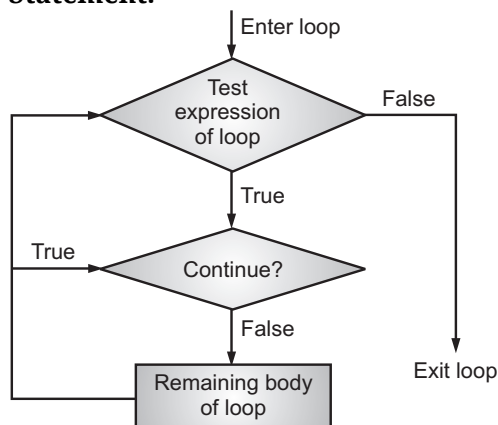 Statement:
Enter loop
Test
expression
of loop
False
True
True
Continue?
False
Remaining body
of loop
Exit loop